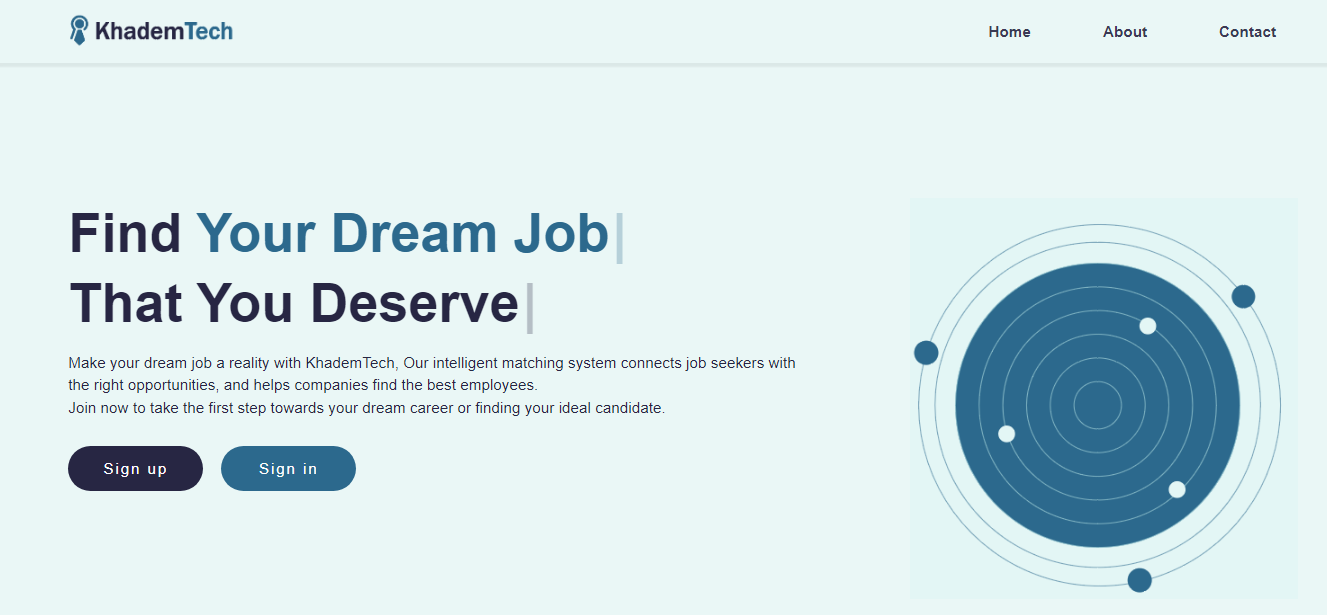 KhademTech
Home
About
Contact
Find Your Dream Job|
That You Deserve|
Make your dream job a reality with KhademTech, Our intelligent matching system connects job seekers with
the right opportunities, and helps companies find the best employees.
Join now to take the first step towards your dream career or finding your ideal candidate.
Sign up
Sign in